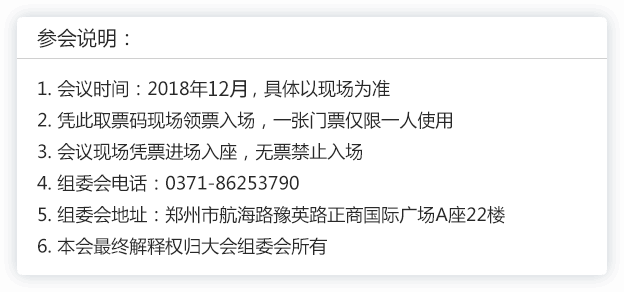 参会说明：
1. 会议时间：2018年12月，具体以现场为准
2. 凭此取票码现场领票入场，一张门票仅限一人使用
3. 会议现场凭票进场入座，无票禁止入场
4. 组委会电话：0371-86253790
5. 组委会地址：郑州市航海路豫英路正商国际广场A座22楼
6. 本会最终解释权归大会组委会所有